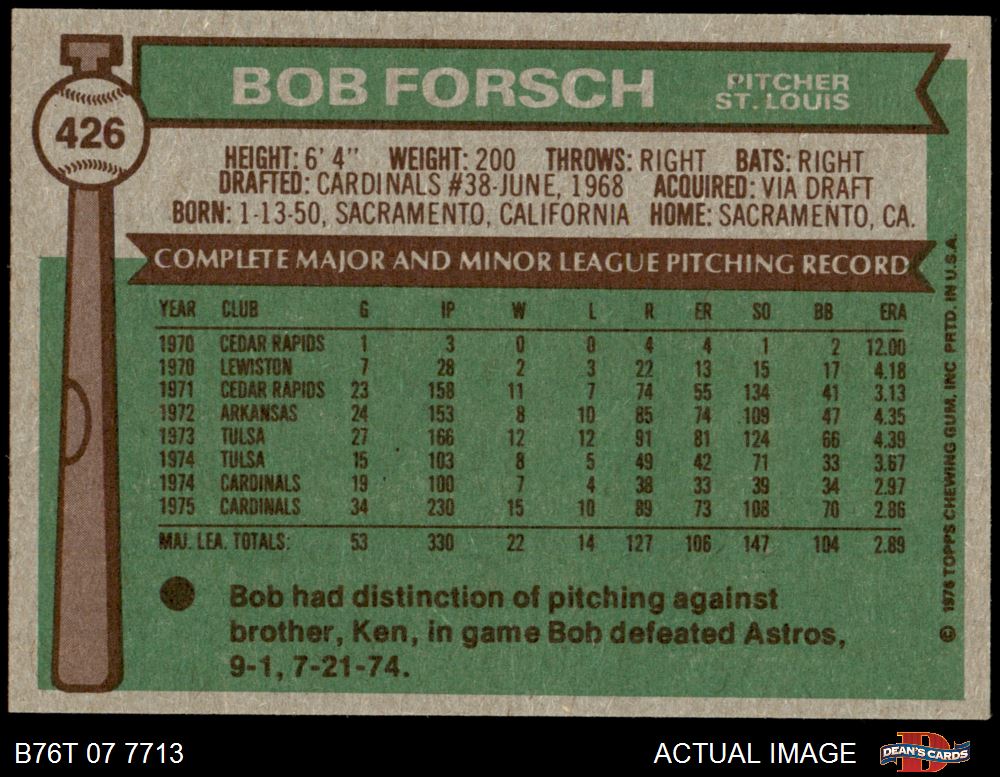 BOB FORSCH
PITCHER
ST. LOUIS
426
HEIGHT: 6' 4" WEIGHT: 200 THROWS: RIGHT BATS: RIGHT
DRAFTED: CARDINALS #38-JUNE, 1968 ACQUIRED: VIA DRAFT
BORN: 1-13-50, SACRAMENTO, CALIFORNIA HOME: SACRAMENTO, CA.
COMPLETE MAJOR AND MINOR LEAGUE PITCHING RECORD
YEAR CLUB G IP W L R ER SO BB ERA
1970 CEDAR RAPIDS 1 3 0 0 4 4 1 2 12.00
1970 LEWISTON 7 28 2 3 22 13 15 17 4.18
1971 CEDAR RAPIDS 23 158 11 7 74 55 134 41 3.13
1972 ARKANSAS 24 153 8 10 85 74 109 47 4.35
1973 TULSA 27 166 12 12 91 81 124 66 4.39
1974 TULSA 15 103 8 5 49 42 71 33 3.67
1974 CARDINALS 19 100 7 4 38 33 39 34 2.97
1975 CARDINALS 34 230 15 10 89 73 108 70 2.86
MAJ. LEA. TOTALS: 53 330 22 14 127 106 147 104 2.89
Bob had distinction of pitching against
brother, Ken, in game Bob defeated Astros,
9-1, 7-21-74.
© 1976 TOPPS CHEWING GUM, INC. PRTD. IN U.S.A.
B76T 07 7713
ACTUAL IMAGE
DEAN'S CARDS